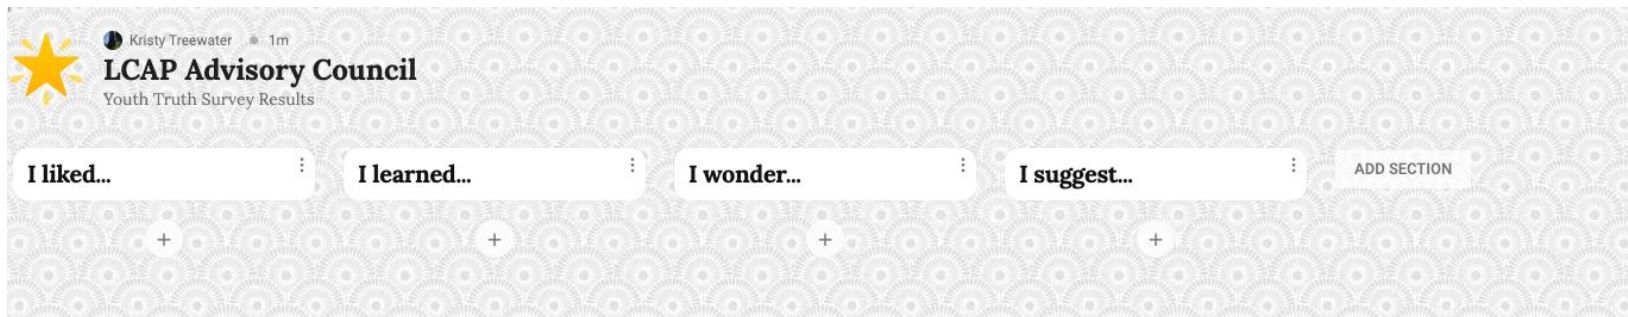 Kristy Treewater 1m
LCAP Advisory Council
Youth Truth Survey Results
I liked...
I learned...
I wonder...
I suggest...
ADD SECTION
+
+
+
+